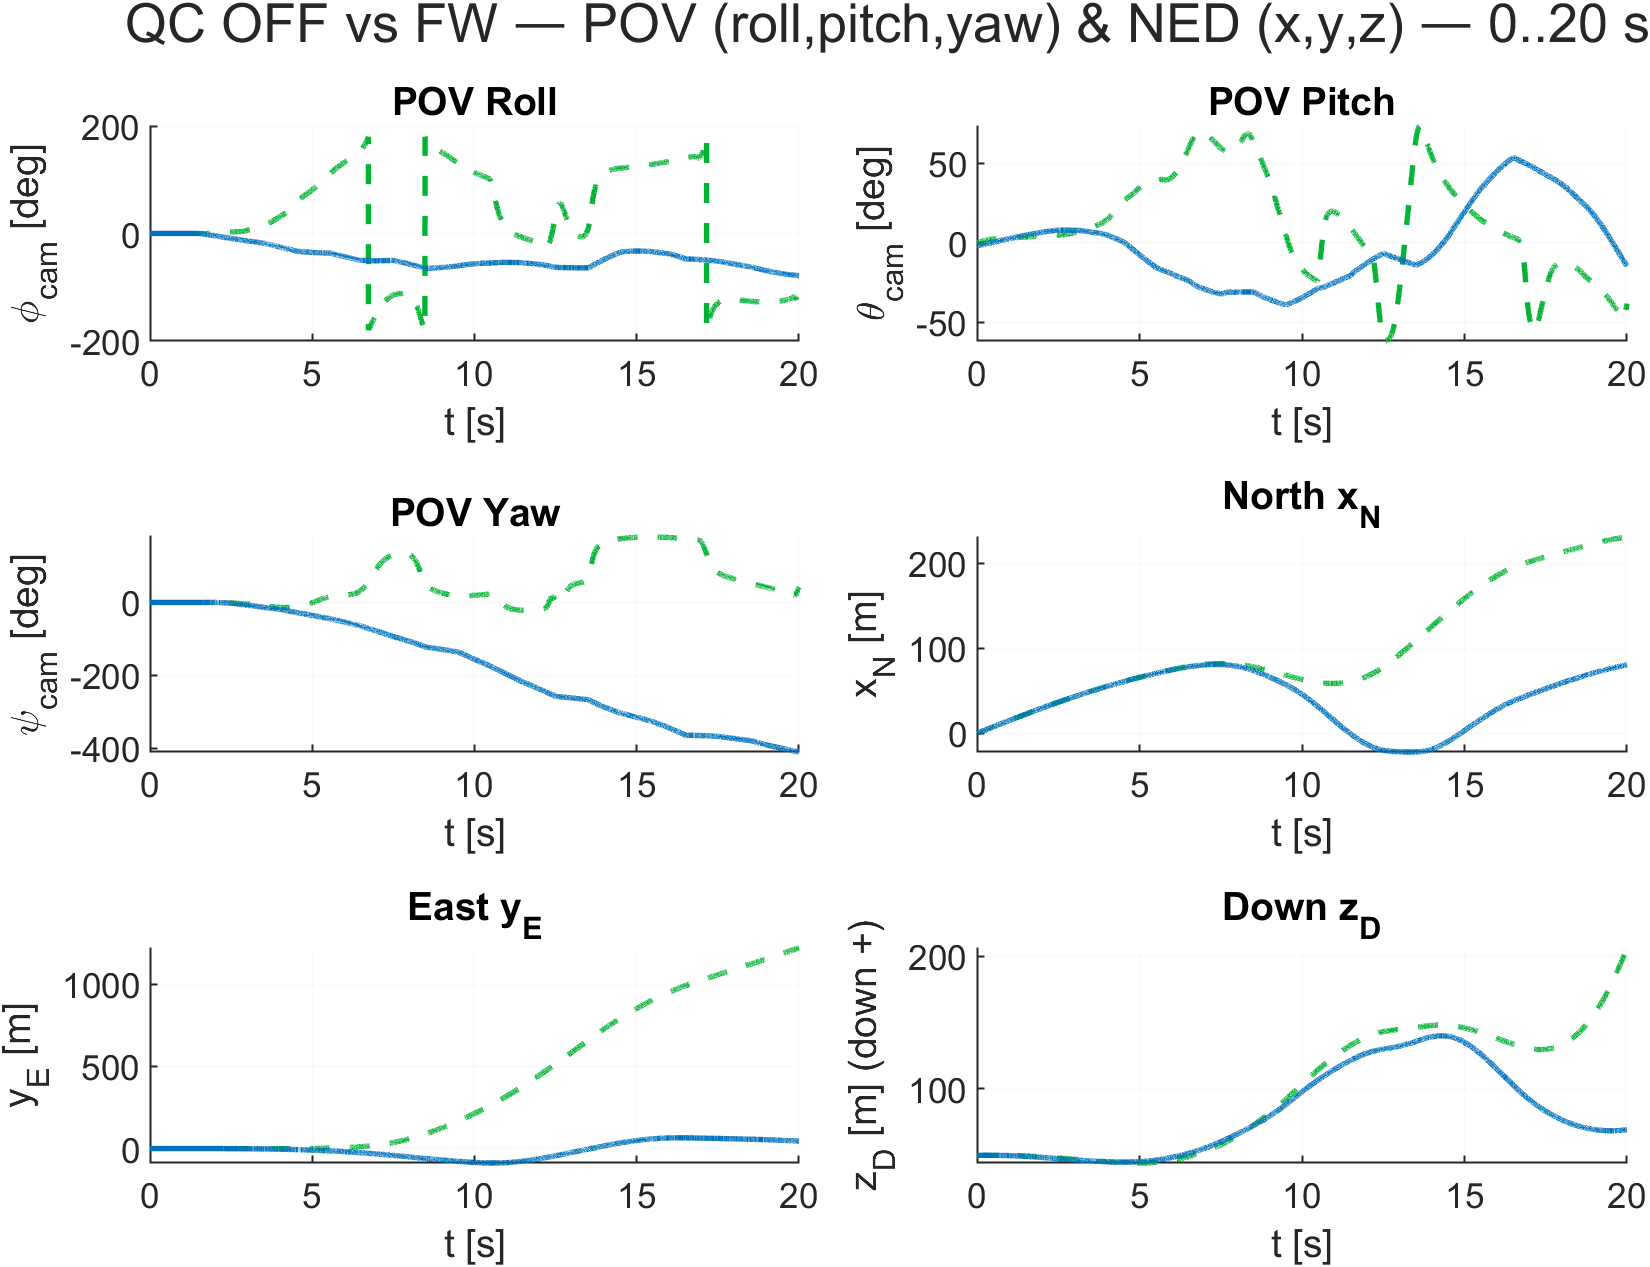 QC OFF vs FW — POV (roll,pitch,yaw) & NED (x,y,z) — 0..20 s
POV Roll
200
0
-200
ϕcam [deg]
0 5 10 15 20
t [s]
POV Pitch
50
0
-50
θcam [deg]
0 5 10 15 20
t [s]
POV Yaw
0
-200
-400
ψcam [deg]
0 5 10 15 20
t [s]
North xN
200
100
0
xN [m]
0 5 10 15 20
t [s]
East yE
1000
500
0
yE [m]
0 5 10 15 20
t [s]
Down zD
200
100
zD [m] (down +)
0 5 10 15 20
t [s]